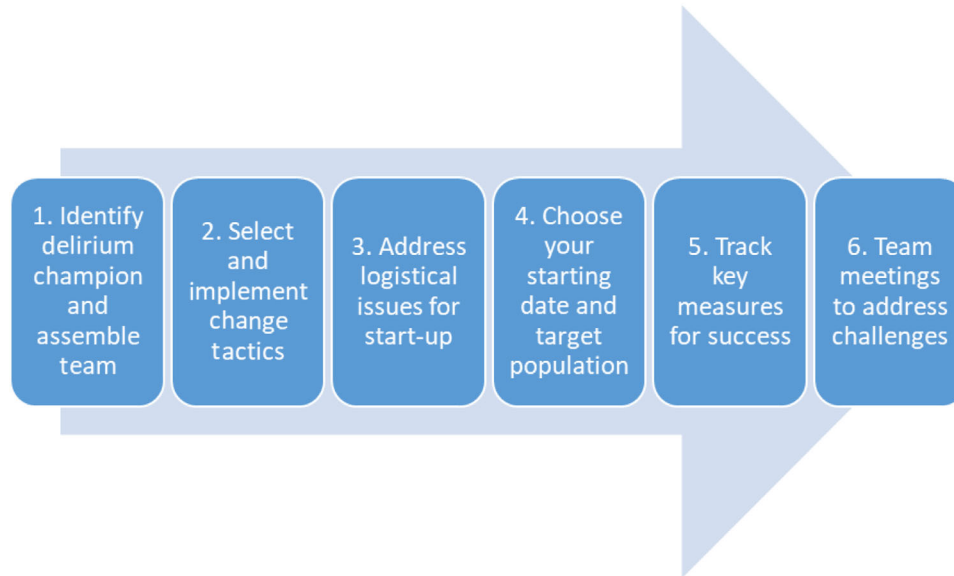 1. Identify
delirium
champion
and
assemble
team
2. Select
and
implement
change
tactics
3. Address
logistical
issues for
start-up
4. Choose
your
starting
date and
target
population
5. Track
key
measures
for success
6. Team
meetings
to address
challenges